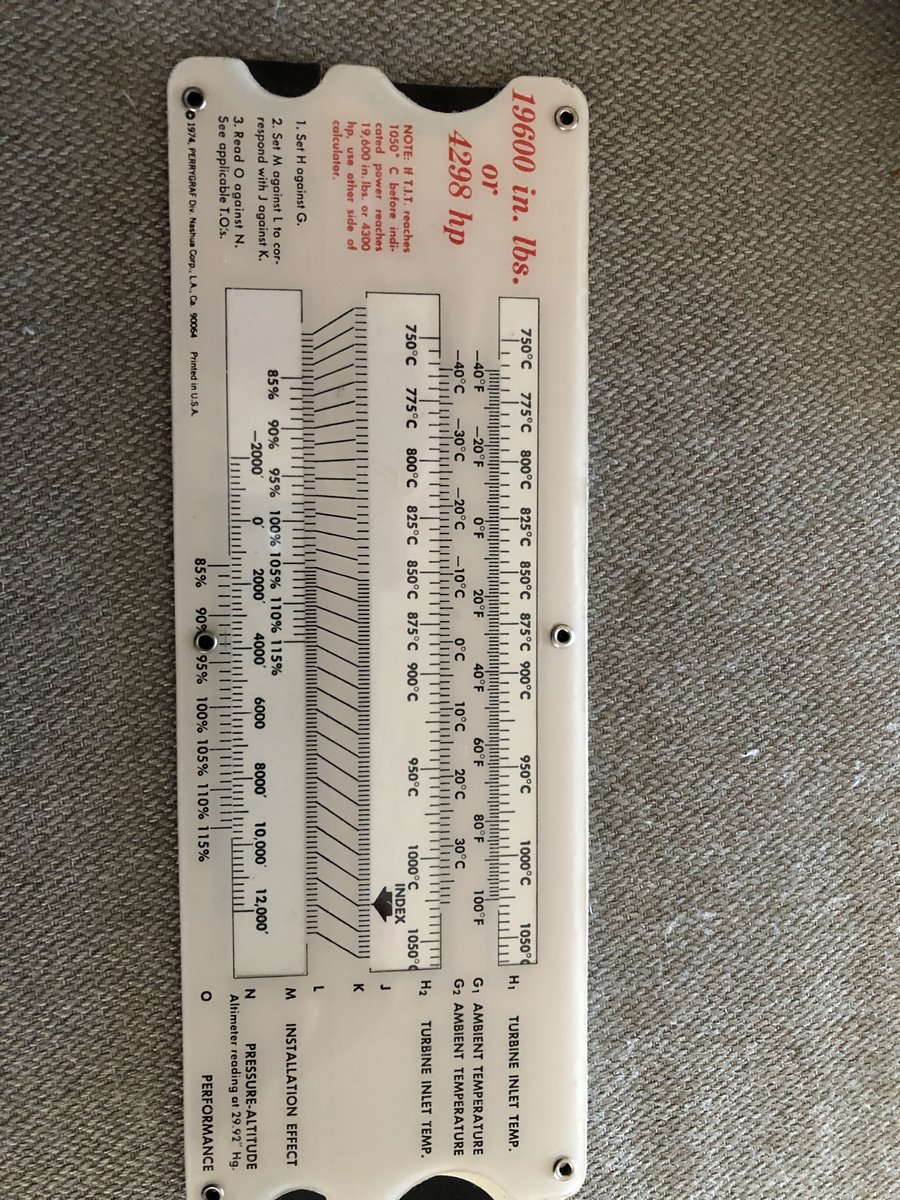 19600 in. lbs.
or
4298 hp
NOTE: If T.I.T. reaches
1050° C before indi-
cated power reaches
19,600 in. lbs. or 4300
hp, use other side of
calculator.
1. Set H against G.
2. Set M against L to cor-
respond with J against K.
3. Read O against N.
See applicable T.O's.
© 1974, PERRYGRAF Div. Nashua Corp., L.A., Ca 90064 Printed in U.S.A.
750°C 775°C 800°C 825°C 850°C 875°C 900°C 950°C 1000°C 1050°C H1 TURBINE INLET TEMP.
—40°F —20°F 0°F 20°F 40°F 60°F 80°F 100°F G1 AMBIENT TEMPERATURE
—40°C —30°C —20°C —10°C 0°C 10°C 20°C 30°C G2 AMBIENT TEMPERATURE
750°C 775°C 800°C 825°C 850°C 875°C 900°C 950°C 1000°C 1050°C H2 TURBINE INLET TEMP.
INDEX J
K
L
85% 90% 95% 100% 105% 110% 115% M INSTALLATION EFFECT
—2000' 0' 2000' 4000' 6000 8000' 10,000' 12,000' N PRESSURE-ALTITUDE
Altimeter reading at 29.92" Hg.
85% 90% 95% 100% 105% 110% 115% O PERFORMANCE